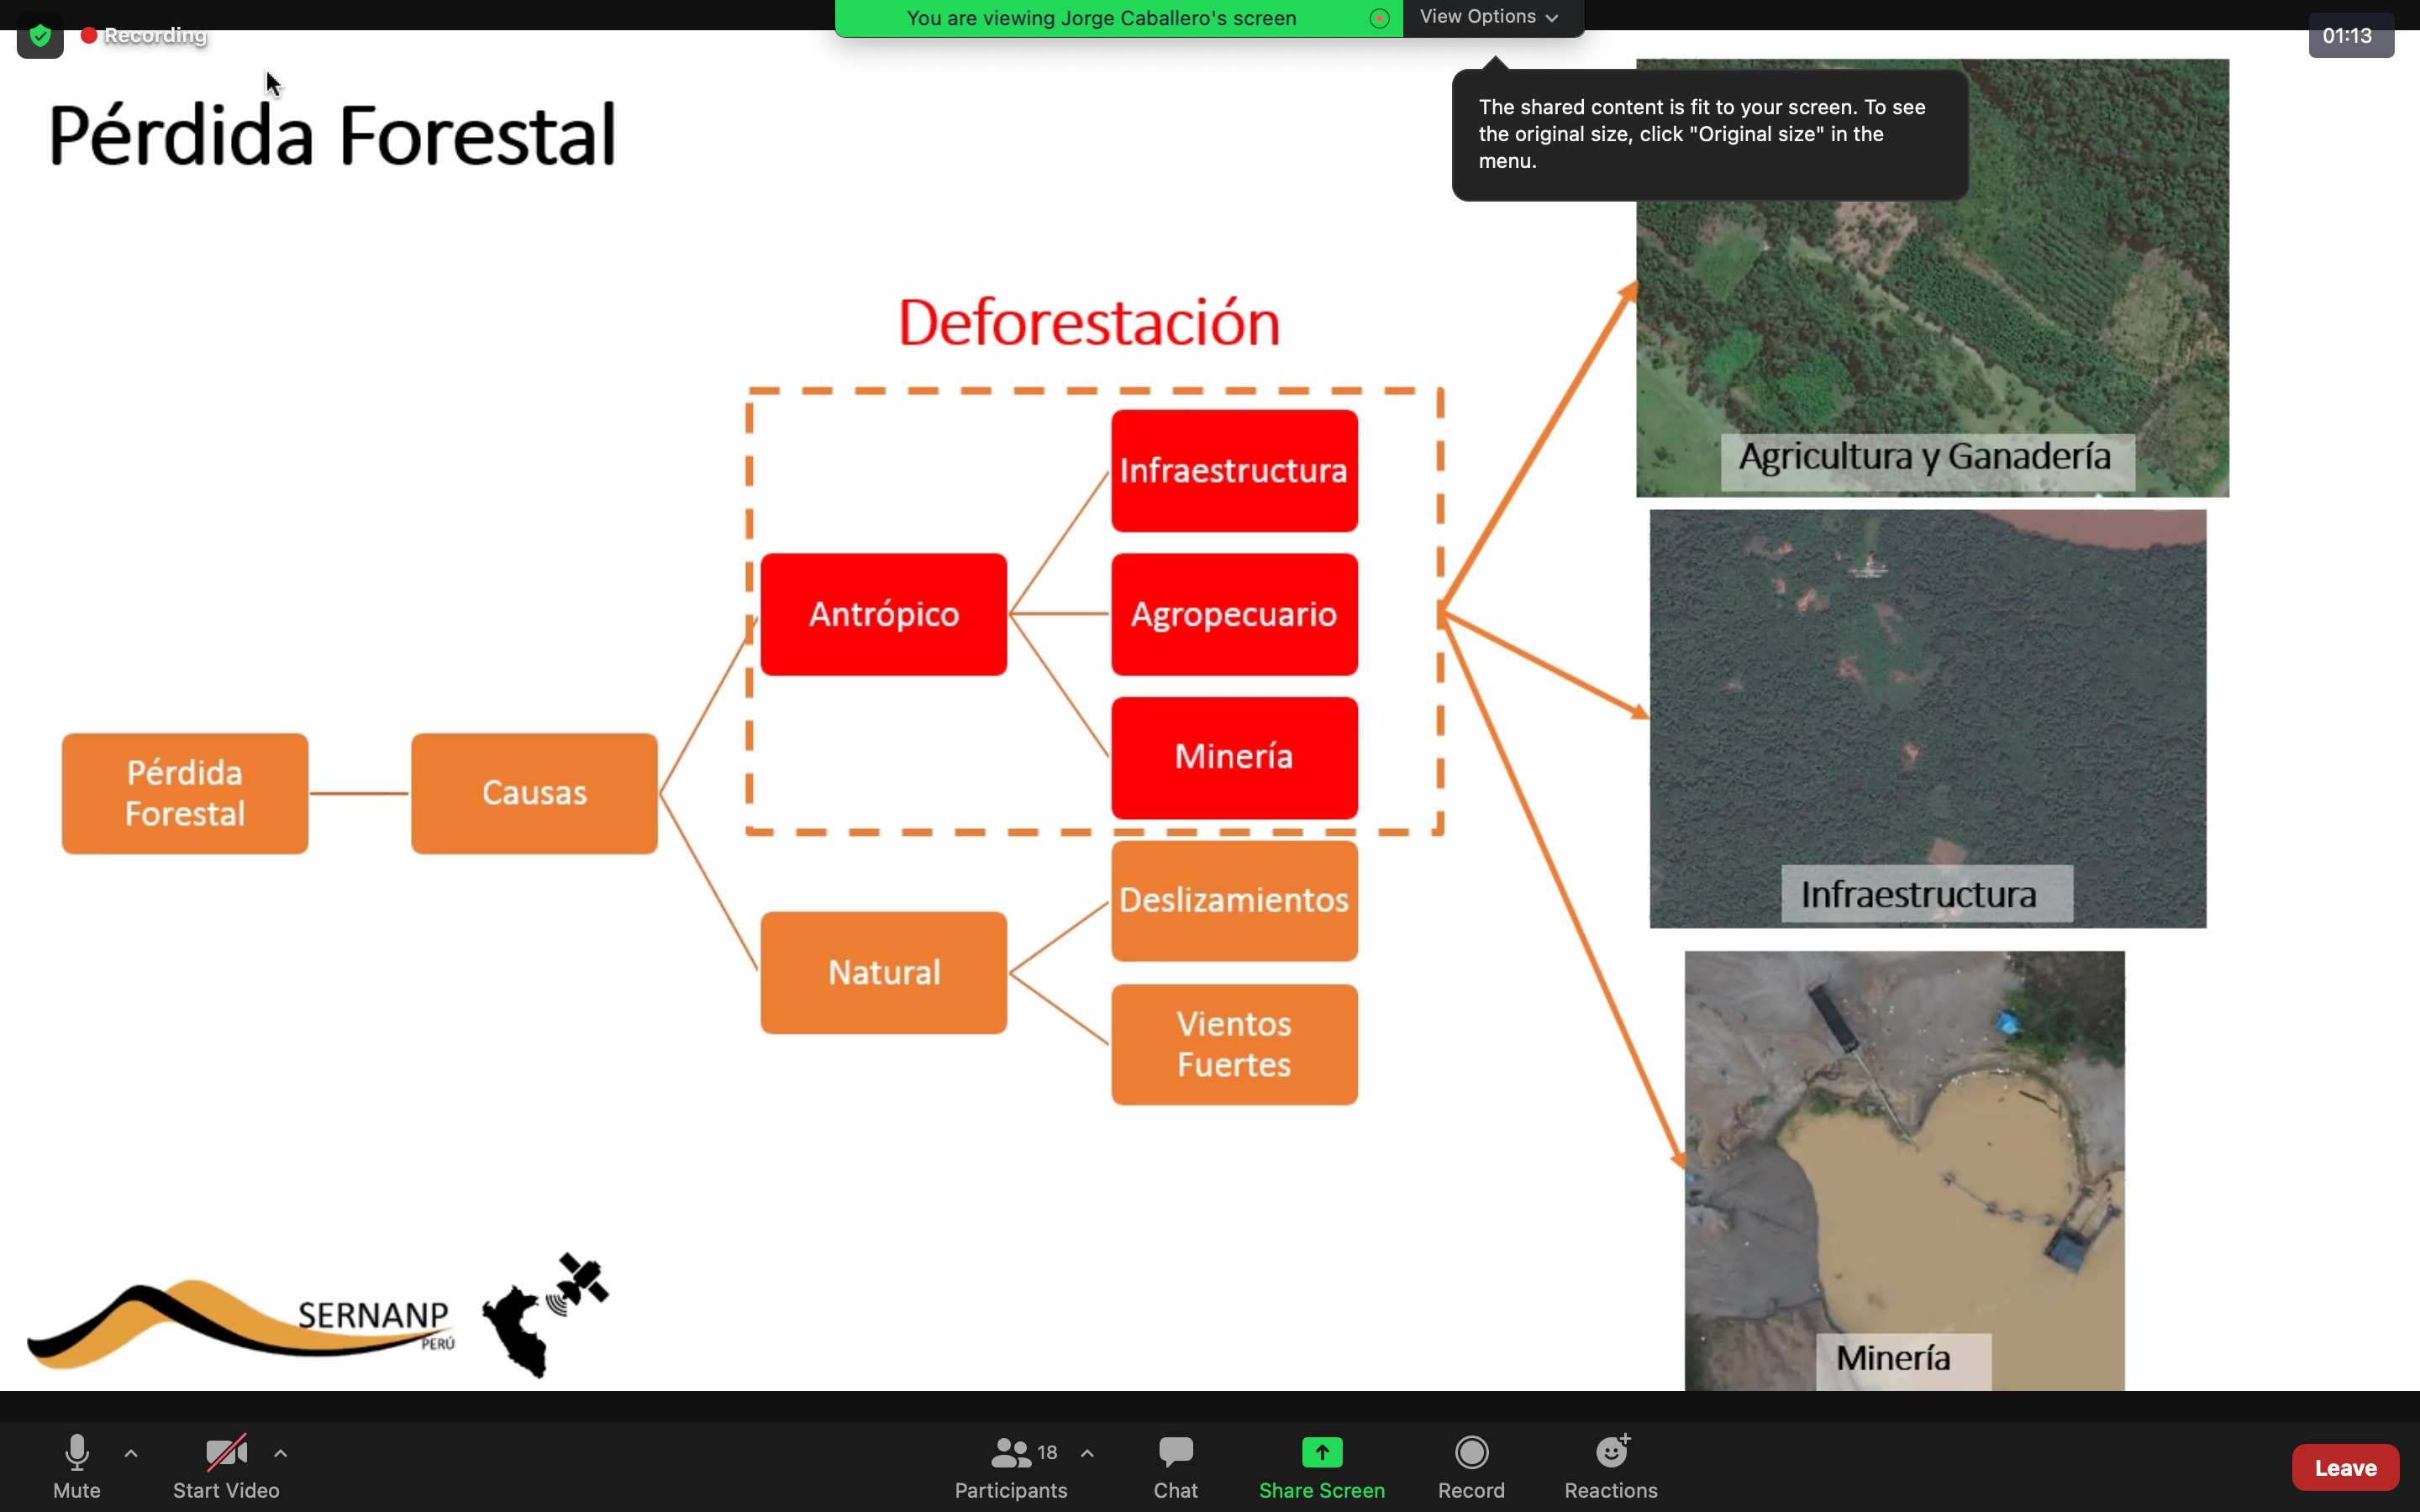 You are viewing Jorge Caballero's screen
View Options
Recording
01:13
The shared content is fit to your screen. To see
the original size, click "Original size" in the
menu.
Pérdida Forestal
Deforestación
Agricultura y Ganadería
Infraestructura
Antrópico
Agropecuario
Minería
Pérdida
Forestal
Causas
Infraestructura
Deslizamientos
Natural
Vientos
Fuertes
SERNANP
PERÚ
Minería
18
Mute
Start Video
Participants
Chat
Share Screen
Record
Reactions
Leave